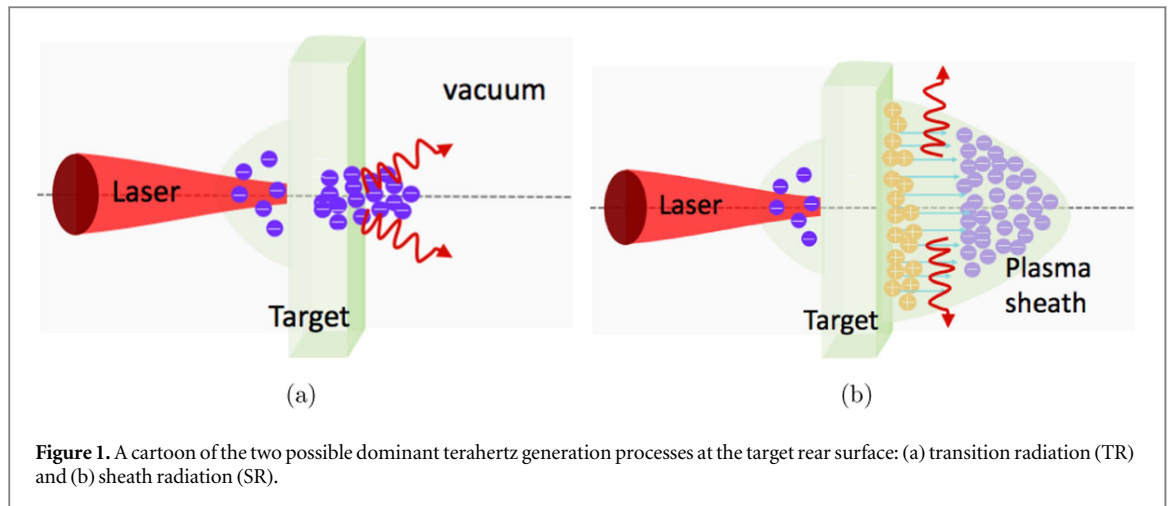 vacuum
Laser
Target
(a)
Laser
Plasma
sheath
Target
(b)
Figure 1. A cartoon of the two possible dominant terahertz generation processes at the target rear surface: (a) transition radiation (TR)
and (b) sheath radiation (SR).